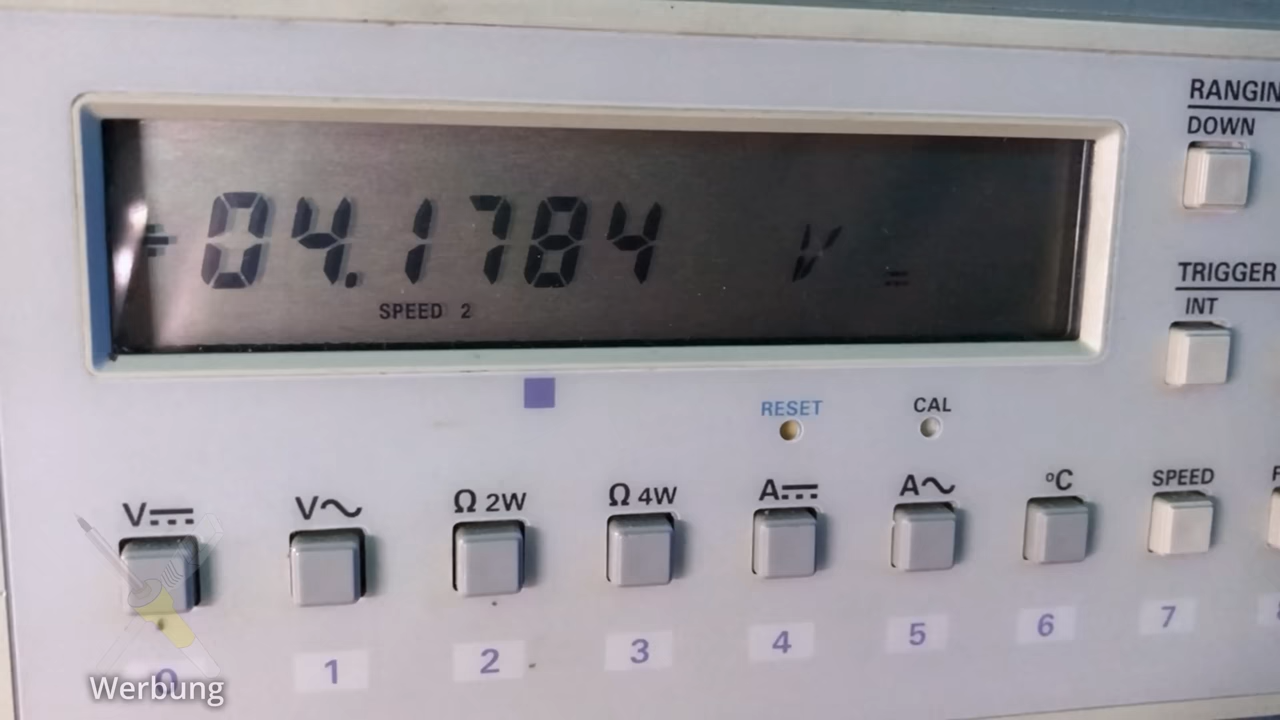 RANGIN
DOWN
+04.1784 V ⎓
SPEED 2
TRIGGER
INT
RESET
CAL
V⎓
V~
Ω 2W
Ω 4W
A⎓
A~
°C
SPEED
0
1
2
3
4
5
6
7
Werbung